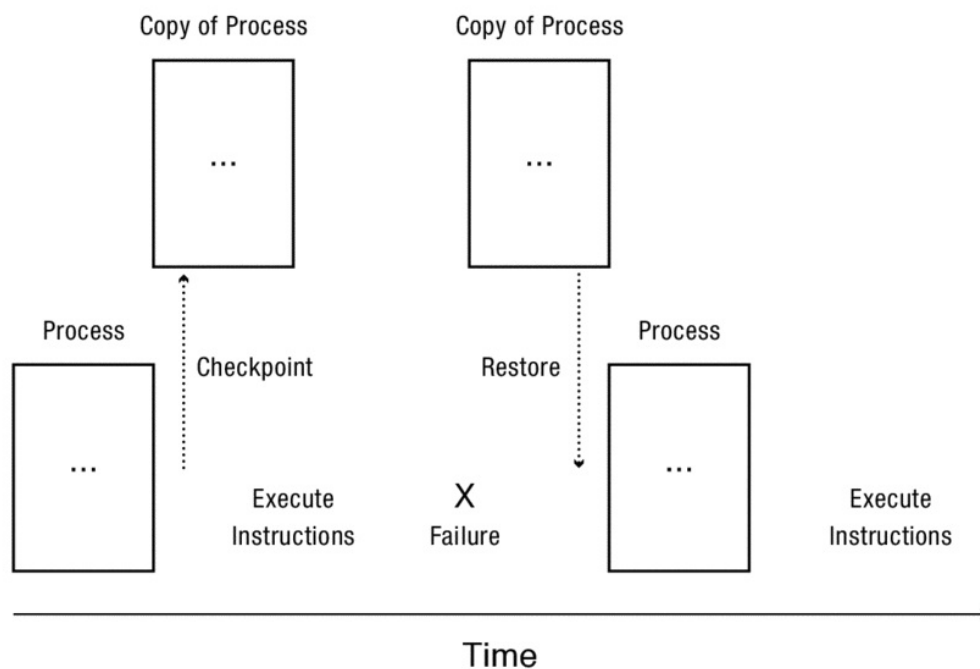 Copy of Process
Copy of Process
...
...
Process
Process
Checkpoint
Restore
...
...
Execute
Instructions
X
Failure
Execute
Instructions
Time